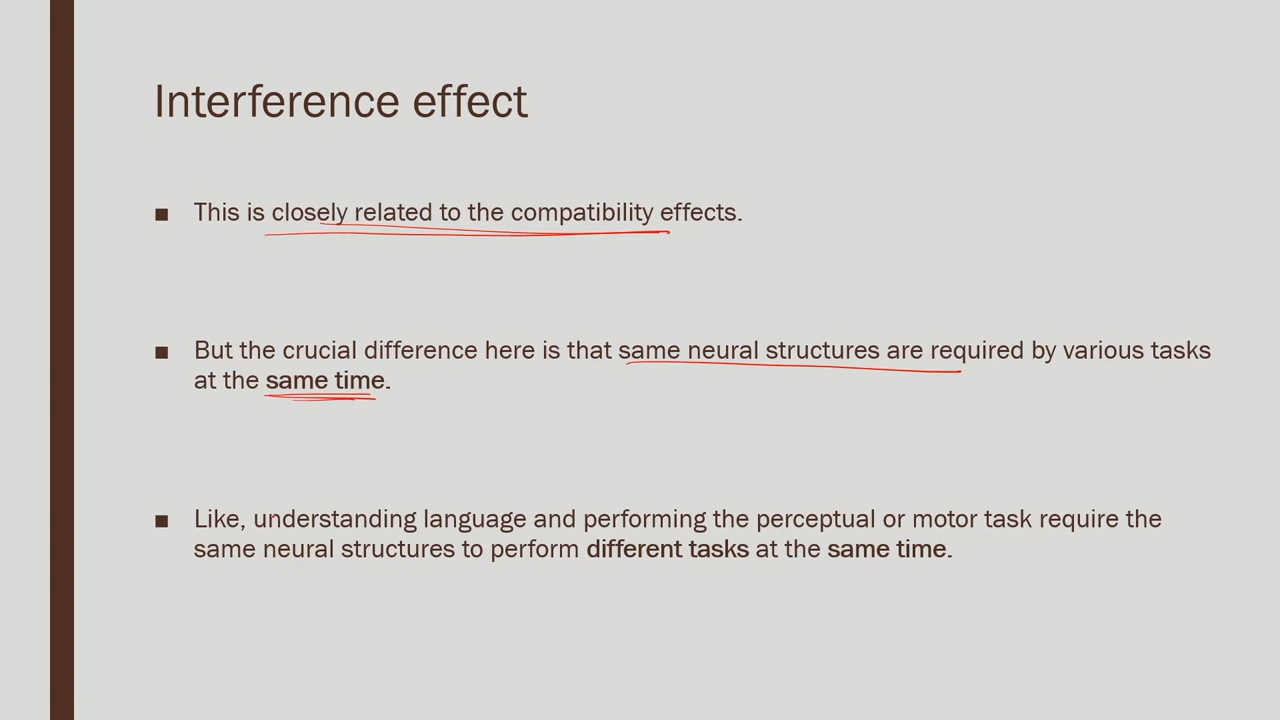 Interference effect
This is closely related to the compatibility effects.
But the crucial difference here is that same neural structures are required by various tasks
at the same time.
Like, understanding language and performing the perceptual or motor task require the
same neural structures to perform different tasks at the same time.